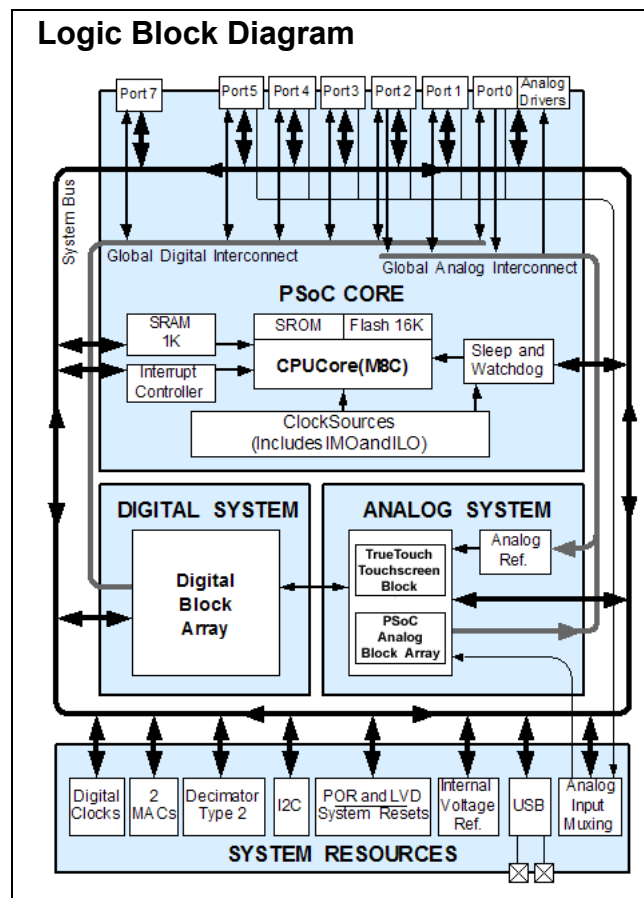 Logic Block Diagram
Port 7
Port 5
Port 4
Port 3
Port 2
Port 1
Port 0
Analog
Drivers
System Bus
Global Digital Interconnect
Global Analog Interconnect
PSoC CORE
SRAM
1K
SROM
Flash 16K
CPUCore(M8C)
Sleep and
Watchdog
Interrupt
Controller
ClockSources
(Includes IMOandILO)
DIGITAL SYSTEM
ANALOG SYSTEM
Digital
Block
Array
TrueTouch
Touchscreen
Block
Analog
Ref.
PSoC
Analog
Block Array
Digital
Clocks
2
MACs
Decimator
Type 2
I2C
POR and LVD
System Resets
Internal
Voltage
Ref.
USB
Analog
Input
Muxing
SYSTEM RESOURCES